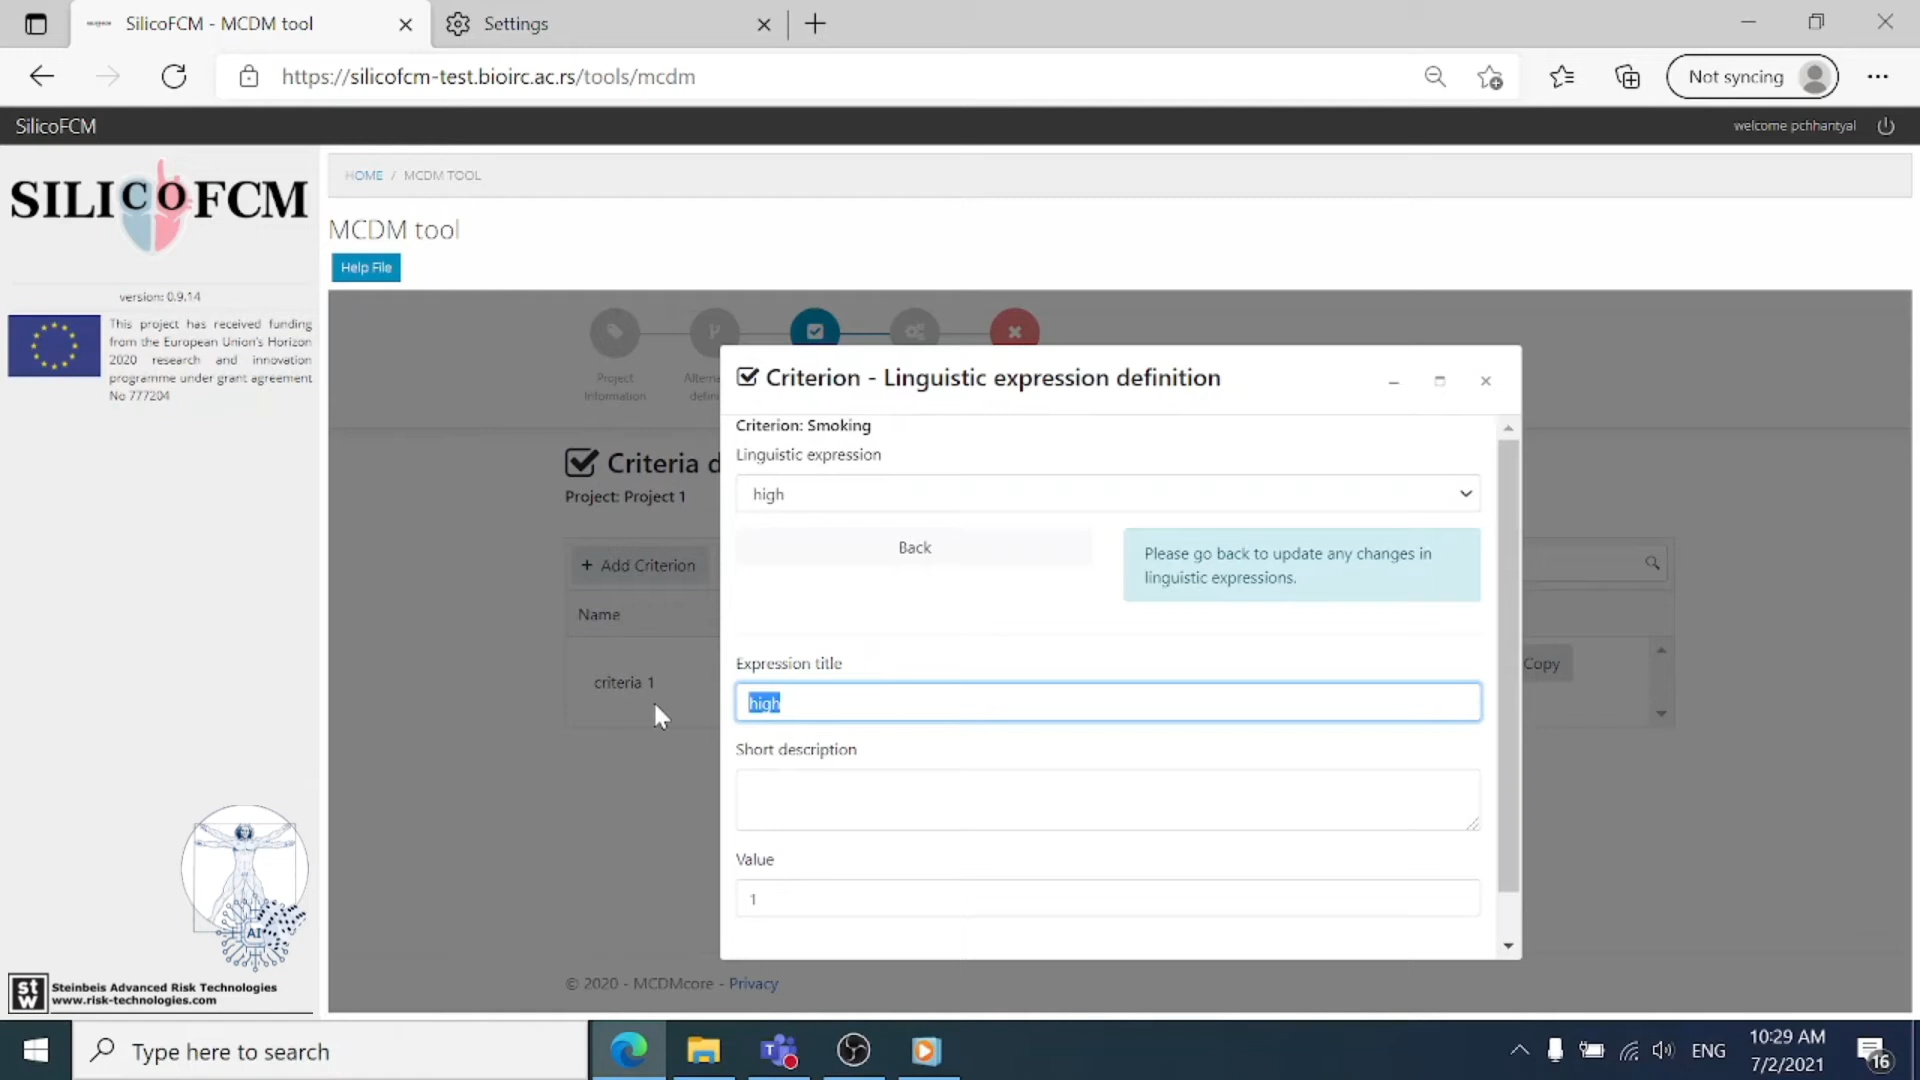 SilicoFCM - MCDM tool
Settings
https://silicofcm-test.bioirc.ac.rs/tools/mcdm
Not syncing
SilicoFCM
welcome pchhantyal
SILICOFCM
version: 0.9.14
This project has received funding
from the European Union's Horizon
2020 research and innovation
programme under grant agreement
No 777204
HOME / MCDM TOOL
MCDM tool
Help File
Project
Information
Criteria d
Project: Project 1
+ Add Criterion
Name
criteria 1
Copy
Criterion - Linguistic expression definition
Criterion: Smoking
Linguistic expression
high
Back
Please go back to update any changes in
linguistic expressions.
Expression title
high
Short description
Value
1
© 2020 - MCDMcore - Privacy
AI
st
w
Steinbeis Advanced Risk Technologies
www.risk-technologies.com
Type here to search
ENG
10:29 AM
7/2/2021
16